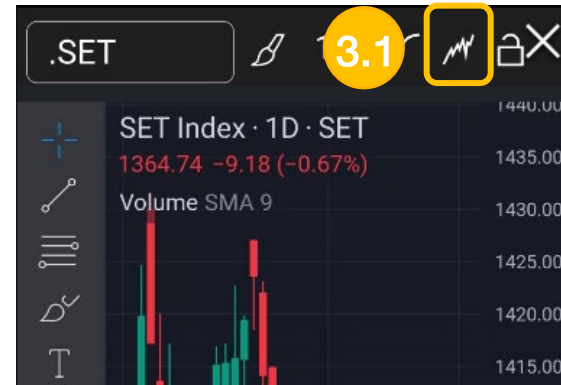 .SET
3.1
1440.00
SET Index · 1D · SET
1435.00
1364.74 −9.18 (−0.67%)
Volume SMA 9
1430.00
1425.00
1420.00
T
1415.00